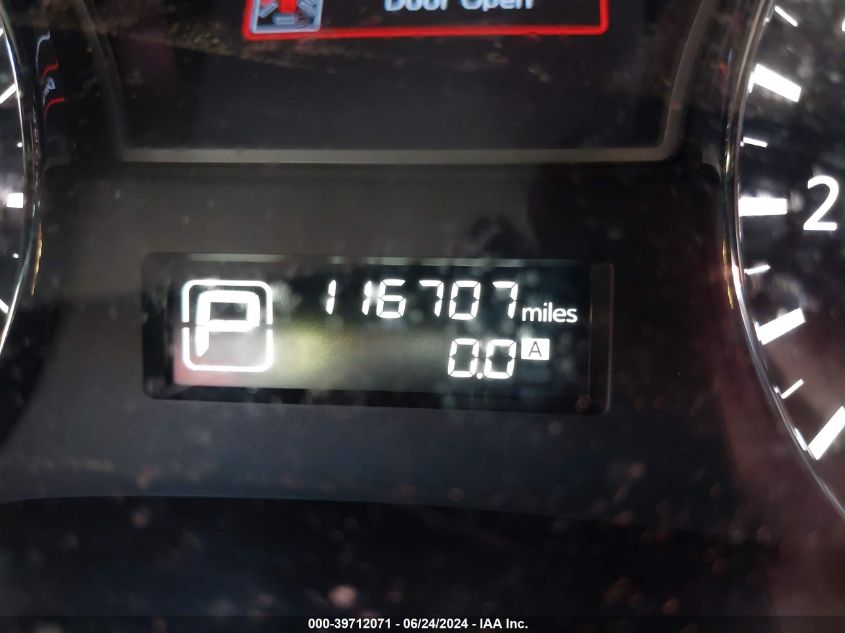 Door Open
2
P
116707 miles
0.0 A
000-39712071 - 06/24/2024 - IAA Inc.